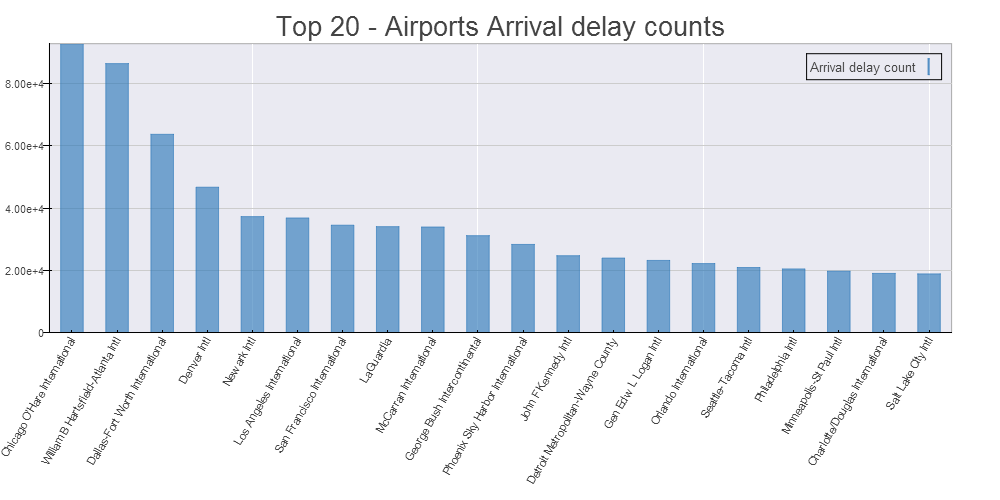 Top 20 - Airports Arrival delay counts
Arrival delay count
8.00e+4
6.00e+4
4.00e+4
2.00e+4
0
Chicago O'Hare International
William B Hartsfield-Atlanta Intl
Dallas-Fort Worth International
Denver Intl
Newark Intl
Los Angeles International
San Francisco International
LaGuardia
McCarran International
George Bush Intercontinental
Phoenix Sky Harbor International
John F Kennedy Intl
Detroit Metropolitan-Wayne County
Gen Edw L Logan Intl
Orlando International
Seattle-Tacoma Intl
Philadelphia Intl
Minneapolis-St Paul Intl
Charlotte/Douglas International
Salt Lake City Intl